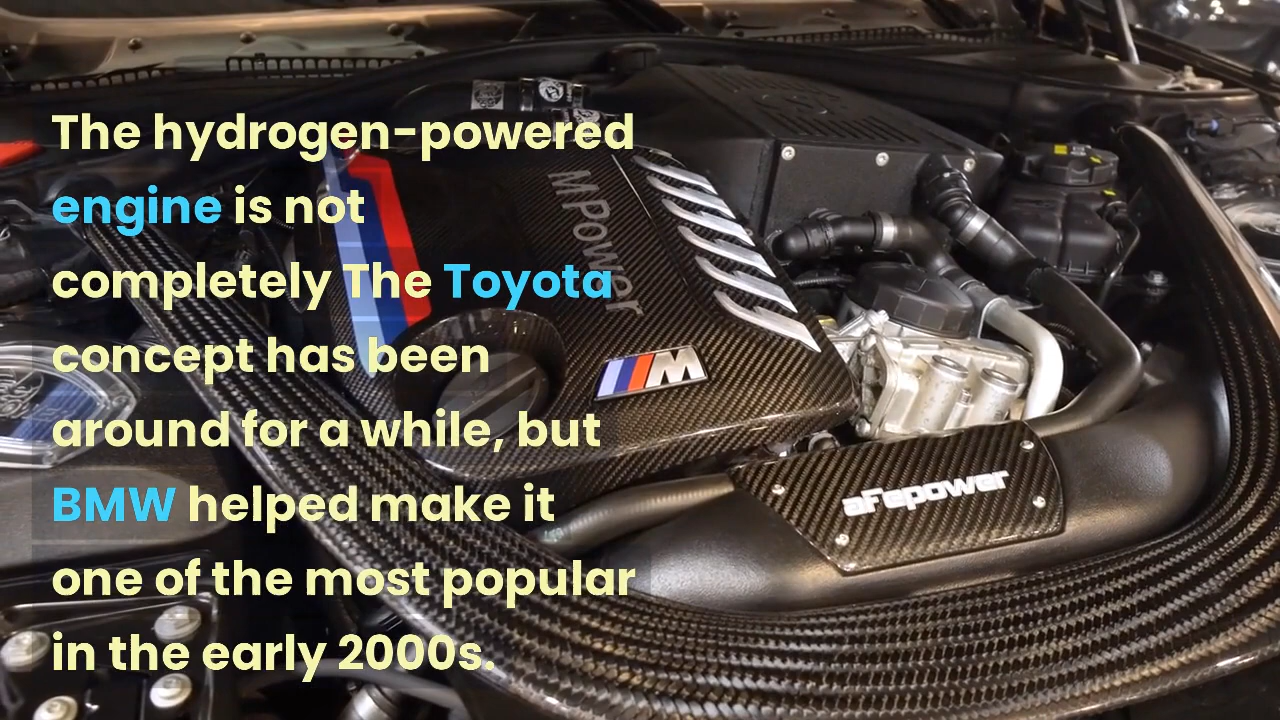 The hydrogen-powered
engine is not
completely The Toyota
concept has been
around for a while, but
BMW helped make it
one of the most popular
in the early 2000s.
M Power
M
aFepower